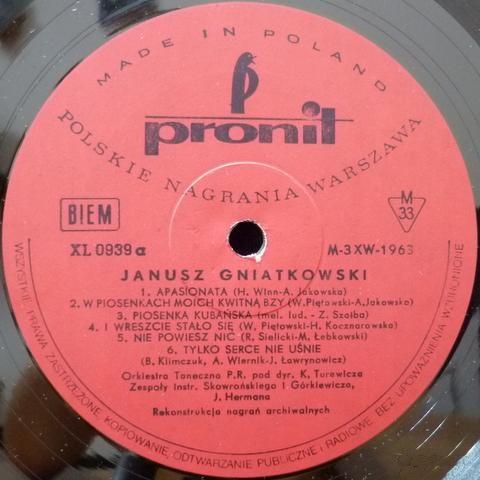 MADE IN POLAND
pronit
POLSKIE NAGRANIA WARSZAWA
BIEM
M
33
XL 0939 a
M-3XW-1963
JANUSZ GNIATKOWSKI
1. APASIONATA (H. Winn-A. Jakowska)
2. W PIOSENKACH MOICH KWITNĄ BZY (W. Piętowski-A. Jakowska)
3. PIOSENKA KUBAŃSKA (mel. lud. - Z. Szajba)
4. I WRESZCIE STAŁO SIĘ (W. Piętowski-H. Kocznarowska)
5. NIE POWIESZ NIC (R. Sielicki-M. Łebkowski)
6. TYLKO SERCE NIE UŚNIE
(B. Klimczuk, A. Wiernik-J. Ławrynowicz)
Orkiestra Taneczna P.R. pod dyr. K. Turewicza
Zespoły Instr. Skowrońskiego i Górkiewicza,
J. Hermana
Rekonstrukcja nagrań archiwalnych
WSZYSTKIE PRAWA ZASTRZEŻONE. KOPIOWANIE, ODTWARZANIE PUBLICZNE i RADIOWE BEZ UPOWAŻNIENIA WZBRONIONE